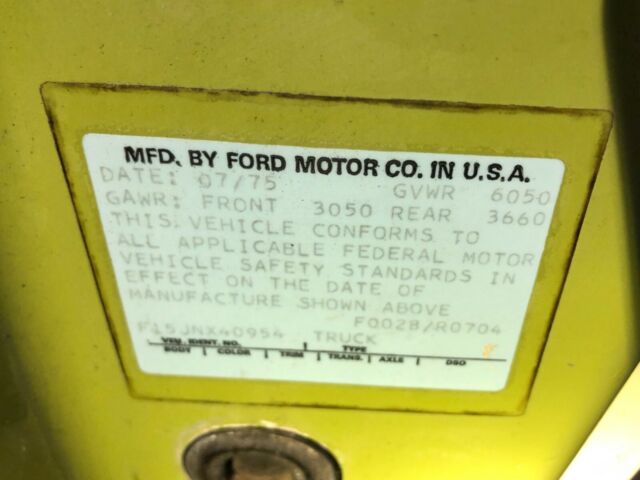 MFD. BY FORD MOTOR CO. IN U.S.A.
DATE: 07/75 GVWR 6050
GAWR: FRONT 3050 REAR 3660
THIS VEHICLE CONFORMS TO
ALL APPLICABLE FEDERAL MOTOR
VEHICLE SAFETY STANDARDS IN
EFFECT ON THE DATE OF
MANUFACTURE SHOWN ABOVE
F0028/R0704
F15JNX40954 TRUCK
VEH. IDENT. NO. TYPE
BODY COLOR TRIM TRANS. AXLE DSO